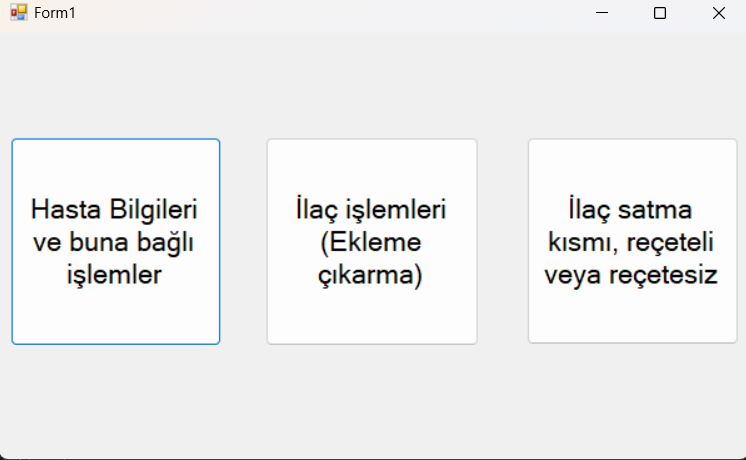 Form1
Hasta Bilgileri
ve buna bağlı
işlemler
İlaç işlemleri
(Ekleme
çıkarma)
İlaç satma
kısmı, reçeteli
veya reçetesiz